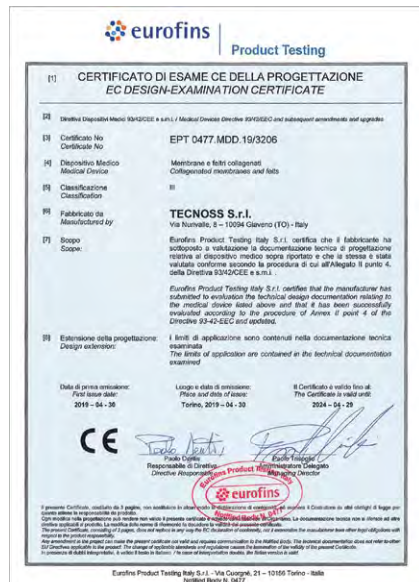 eurofins
Product Testing
[1] CERTIFICATO DI ESAME CE DELLA PROGETTAZIONE
EC DESIGN-EXAMINATION CERTIFICATE
[2] Direttiva Dispositivi Medici 93/42/CEE e s.m.i. / Medical Devices Directive 93/42/EEC and subsequent amendments and upgrades
[3] Certificato No EPT 0477.MDD.19/3206
Certificate No
[4] Dispositivo Medico Membrane e feltri collagenati
Medical Device Collagenated membranes and felts
[5] Classificazione III
Classification
[6] Fabbricato da TECNOSS S.r.l.
Manufactured by Via Nunvalle, 8 – 10094 Giaveno (TO) - Italy
[7] Scopo Eurofins Product Testing Italy S.r.l. certifica che il fabbricante ha
Scope: sottoposto a valutazione la documentazione tecnica di progettazione
relativa al dispositivo medico sopra riportato e che la stessa è stata
valutata conforme secondo la procedura di cui all'Allegato II punto 4.
della Direttiva 93/42/CEE e s.m.i.
Eurofins Product Testing Italy S.r.l. certifies that the manufacturer has
submitted to evaluation the technical design documentation relating to
the medical device listed above and that it has been successfully
evaluated according to the procedure of Annex II point 4 of the
Directive 93-42-EEC and updated.
[8] Estensione della progettazione: I limiti di applicazione sono contenuti nella documentazione tecnica
Design extension: esaminata
The limits of application are contained in the technical documentation
examined
Data di prima emissione: Luogo e data di emissione: Il Certificato è valido fino al:
First issue date: Place and date of issue: The Certificate is valid until:
2019 – 04 - 30 Torino, 2019 – 04 - 30 2024 – 04 - 29
CE
Responsabile di Direttiva Amministratore Delegato
Directive Responsible Managing Director
Eurofins Product Testing
eurofins
Notified Body N. 0477
Eurofins Product Testing Italy S.r.l. - Via Cuorgné, 21 – 10156 Torino - Italia
Notified Body N. 0477